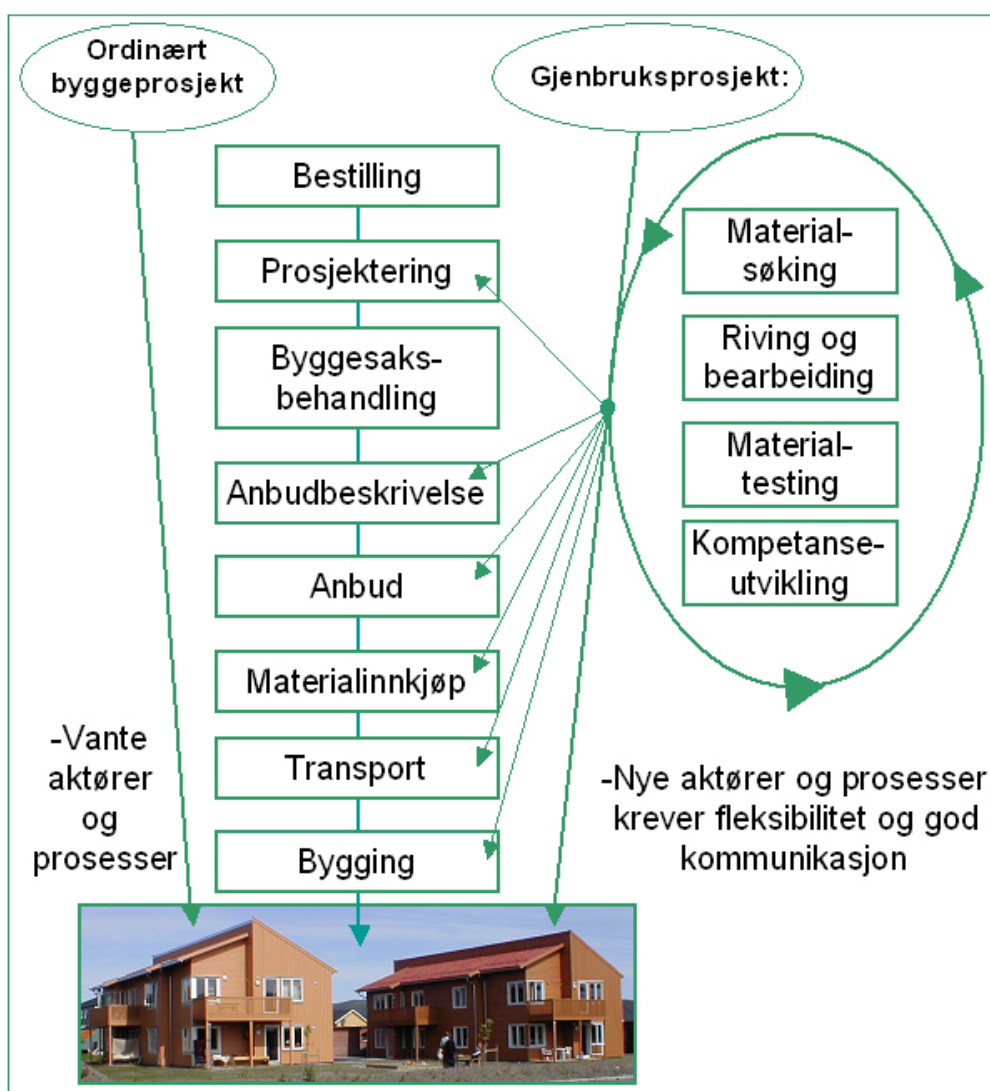 Ordinært
byggeprosjekt
Gjenbruksprosjekt:
Bestilling
Prosjektering
Byggesaks-
behandling
Anbudbeskrivelse
Anbud
Materialinnkjøp
Transport
Bygging
Material-
søking
Riving og
bearbeiding
Material-
testing
Kompetanse-
utvikling
-Vante
aktører
og
prosesser
-Nye aktører og prosesser
krever fleksibilitet og god
kommunikasjon